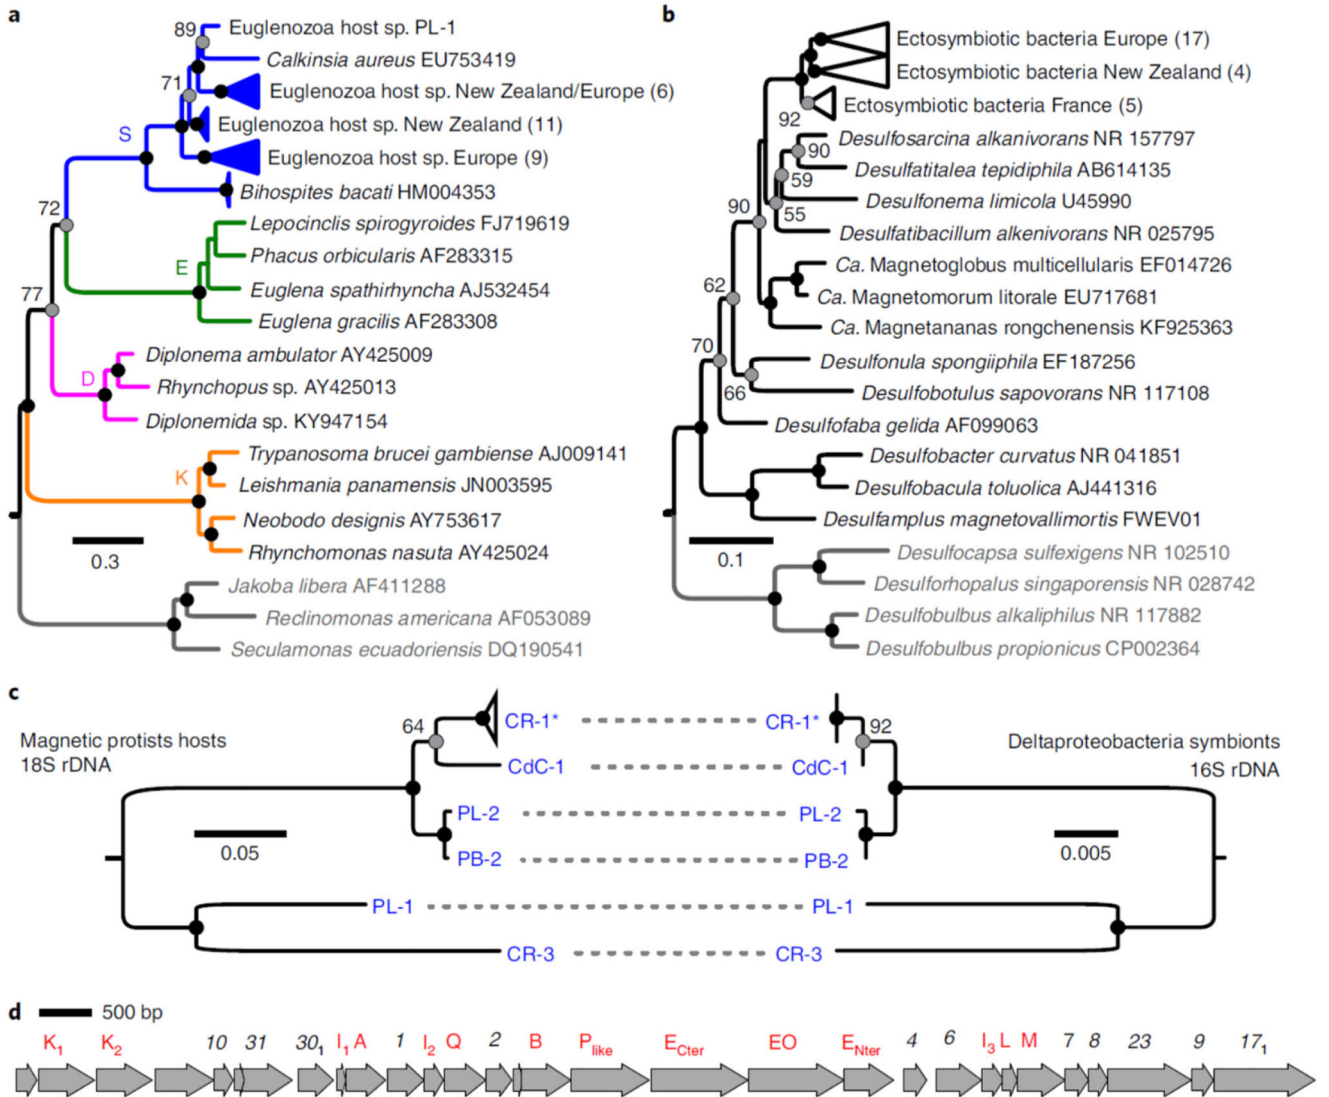 a
89
Euglenozoa host sp. PL-1
Calkinsia aureus EU753419
71
Euglenozoa host sp. New Zealand/Europe (6)
S
Euglenozoa host sp. New Zealand (11)
Euglenozoa host sp. Europe (9)
Bihospites bacati HM004353
72
Lepocinclis spirogyroides FJ719619
Phacus orbicularis AF283315
E
Euglena spathirhyncha AJ532454
77
Euglena gracilis AF283308
Diplonema ambulator AY425009
D
Rhynchopus sp. AY425013
Diplonemida sp. KY947154
Trypanosoma brucei gambiense AJ009141
K
Leishmania panamensis JN003595
Neobodo designis AY753617
Rhynchomonas nasuta AY425024
0.3
Jakoba libera AF411288
Reclinomonas americana AF053089
Seculamonas ecuadoriensis DQ190541
b
Ectosymbiotic bacteria Europe (17)
Ectosymbiotic bacteria New Zealand (4)
Ectosymbiotic bacteria France (5)
92
Desulfosarcina alkanivorans NR 157797
90
Desulfatitalea tepidiphila AB614135
59
Desulfonema limicola U45990
90
55
Desulfatibacillum alkenivorans NR 025795
Ca. Magnetoglobus multicellularis EF014726
62
Ca. Magnetomorum litorale EU717681
Ca. Magnetananas rongchenensis KF925363
70
Desulfonula spongiiphila EF187256
66
Desulfobotulus sapovorans NR 117108
Desulfofaba gelida AF099063
Desulfobacter curvatus NR 041851
Desulfobacula toluolica AJ441316
Desulfamplus magnetovallimortis FWEV01
0.1
Desulfocapsa sulfexigens NR 102510
Desulforhopalus singaporensis NR 028742
Desulfobulbus alkaliphilus NR 117882
Desulfobulbus propionicus CP002364
c
Magnetic protists hosts
18S rDNA
64
CR-1* CR-1*
92
Deltaproteobacteria symbionts
16S rDNA
CdC-1 CdC-1
PL-2 PL-2
0.05
0.005
PB-2 PB-2
PL-1 PL-1
CR-3 CR-3
d
500 bp
K1 K2 10 31 301 I1 A 1 I2 Q 2 B Plike ECter EO ENter 4 6 I3 L M 7 8 23 9 171